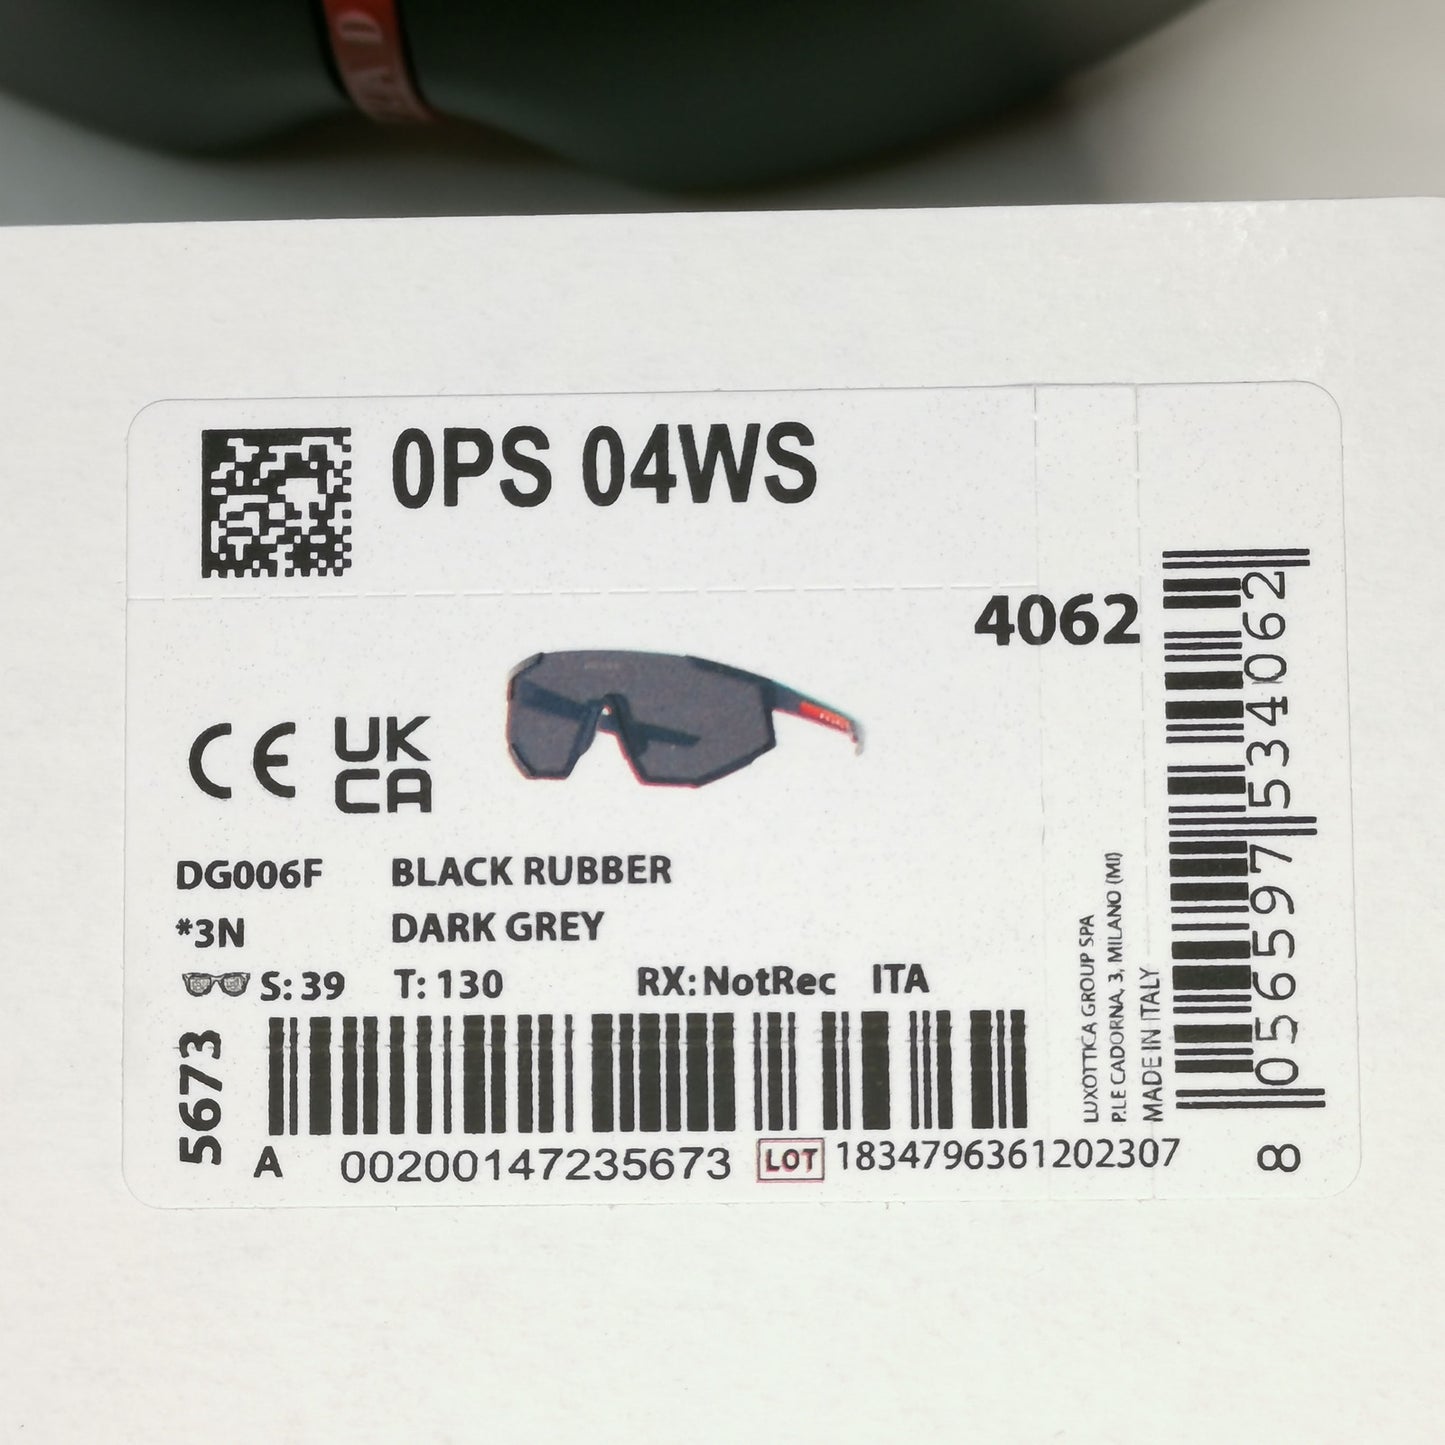 0PS 04WS
4062
CE
UK
CA
DG006F BLACK RUBBER
*3N DARK GREY
S: 39 T: 130 RX: NotRec ITA
5673
A 00200147235673 LOT 1834796361202307
LUXOTTICA GROUP SPA
P.LE CADORNA, 3, MILANO (MI)
MADE IN ITALY
8 056597 534062